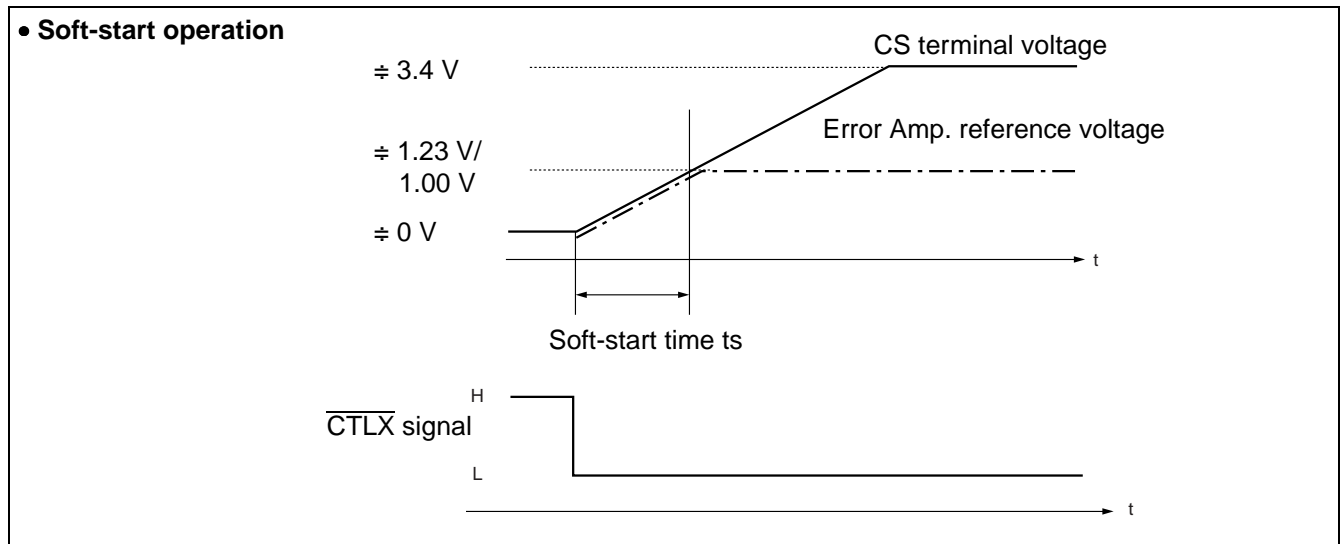 • Soft-start operation
CS terminal voltage
≑ 3.4 V
Error Amp. reference voltage
≑ 1.23 V/
1.00 V
≑ 0 V
t
Soft-start time ts
H
C̅T̅L̅X̅ signal
L
t